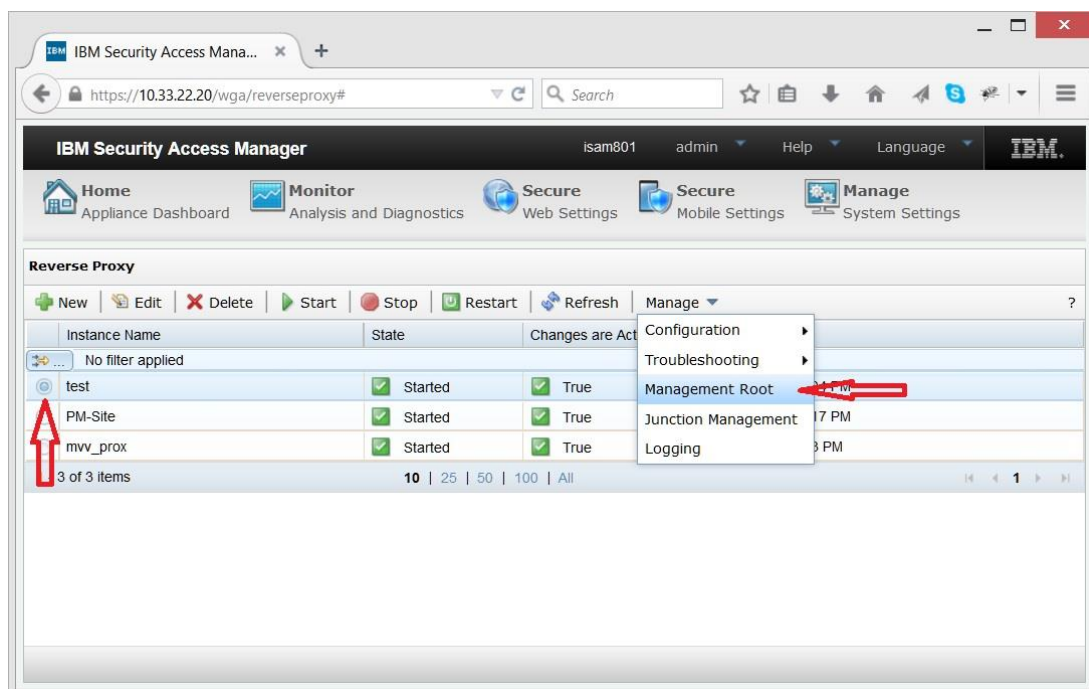 IBM IBM Security Access Mana... × +
https://10.33.22.20/wga/reverseproxy# Search
IBM Security Access Manager isam801 admin Help Language IBM.
Home Monitor Secure Secure Manage
Appliance Dashboard Analysis and Diagnostics Web Settings Mobile Settings System Settings
Reverse Proxy
New Edit Delete Start Stop Restart Refresh Manage ?
Instance Name State Changes are Act
... No filter applied
test Started True PM
PM-Site Started True 17 PM
mvv_prox Started True PM
3 of 3 items 10 | 25 | 50 | 100 | All 1
Configuration
Troubleshooting
Management Root
Junction Management
Logging